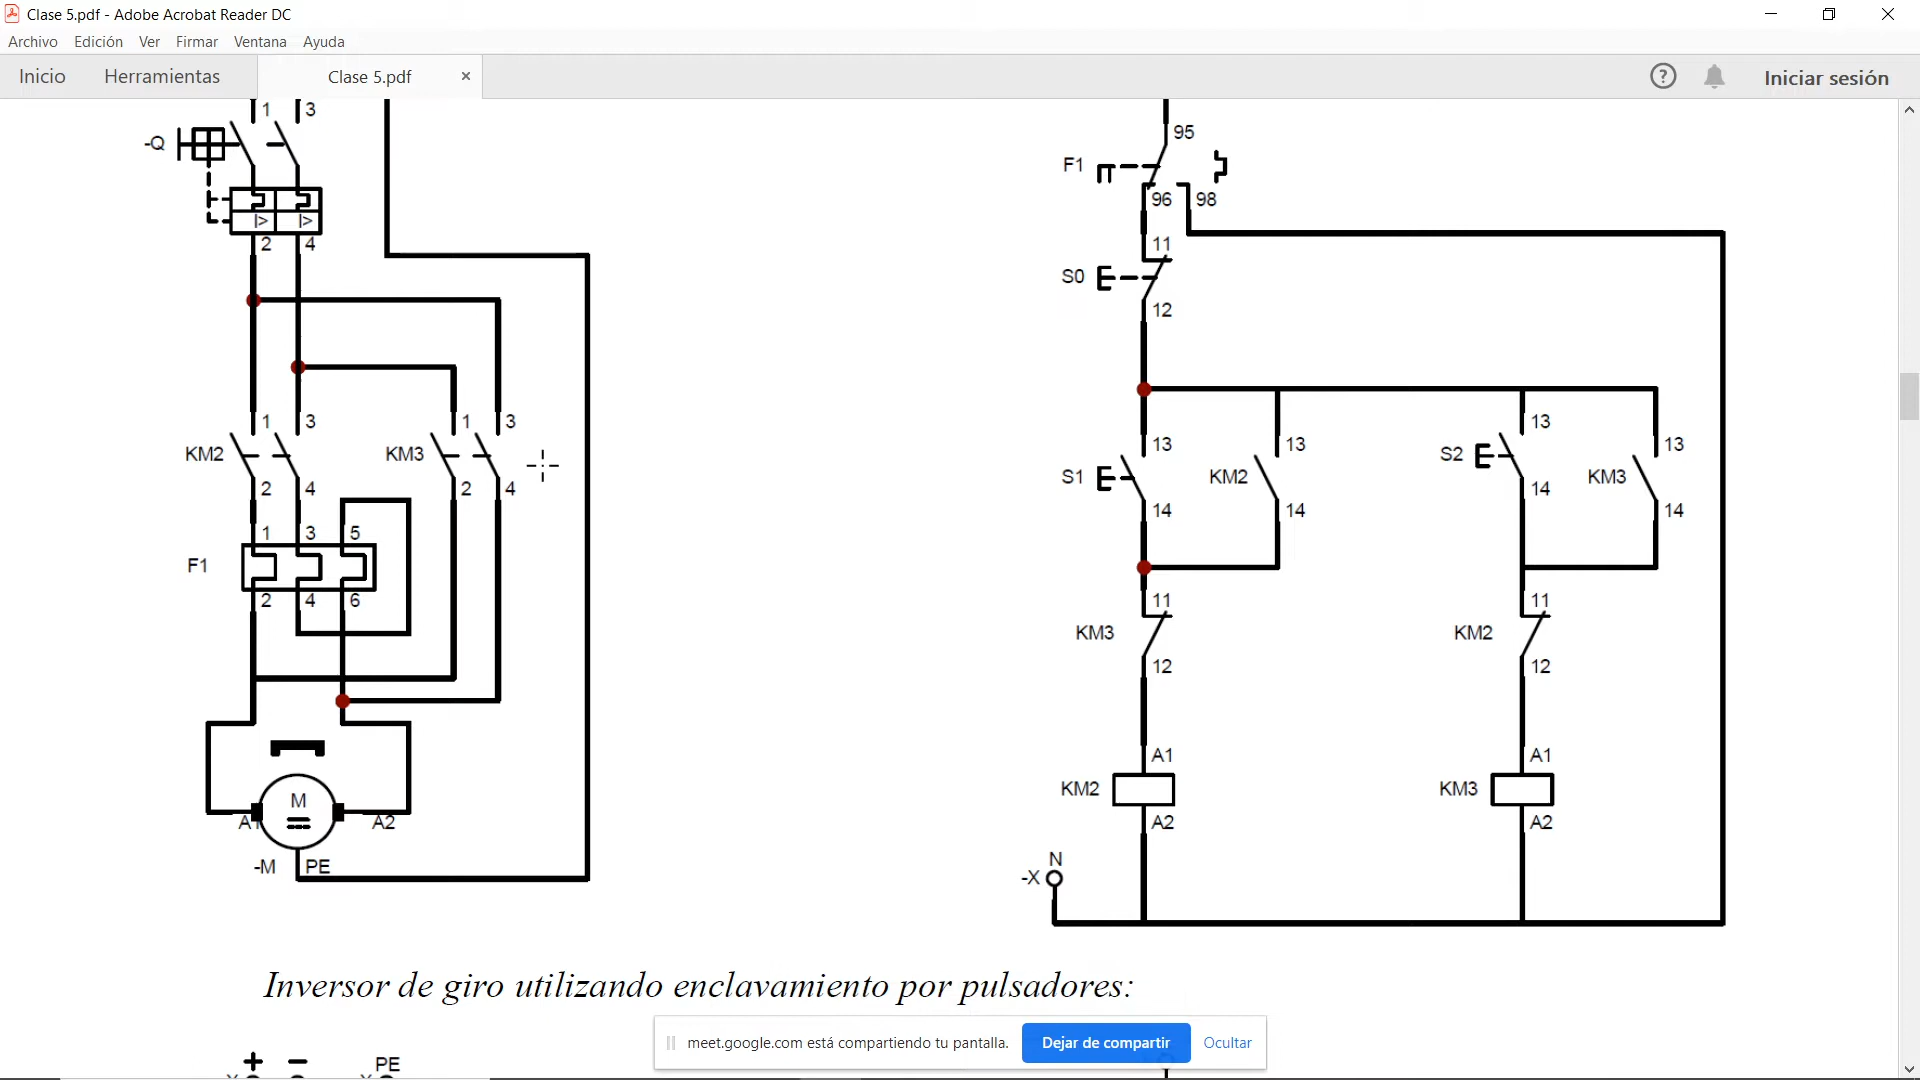 Clase 5.pdf - Adobe Acrobat Reader DC
Archivo Edición Ver Firmar Ventana Ayuda
Inicio Herramientas Clase 5.pdf × ? Iniciar sesión
1 3
-Q
|> |>
2 4
1 3 1 3
KM2 KM3
2 4 2 4
1 3 5
F1
2 4 6
M
A1 A2
-M PE
95
F1
96 98
11
S0
12
13 13 13 13
S1 KM2 S2 KM3
14 14 14 14
11 11
KM3 KM2
12 12
A1 A1
KM2 KM3
A2 A2
N
-X
Inversor de giro utilizando enclavamiento por pulsadores:
meet.google.com está compartiendo tu pantalla. Dejar de compartir Ocultar
+ − PE